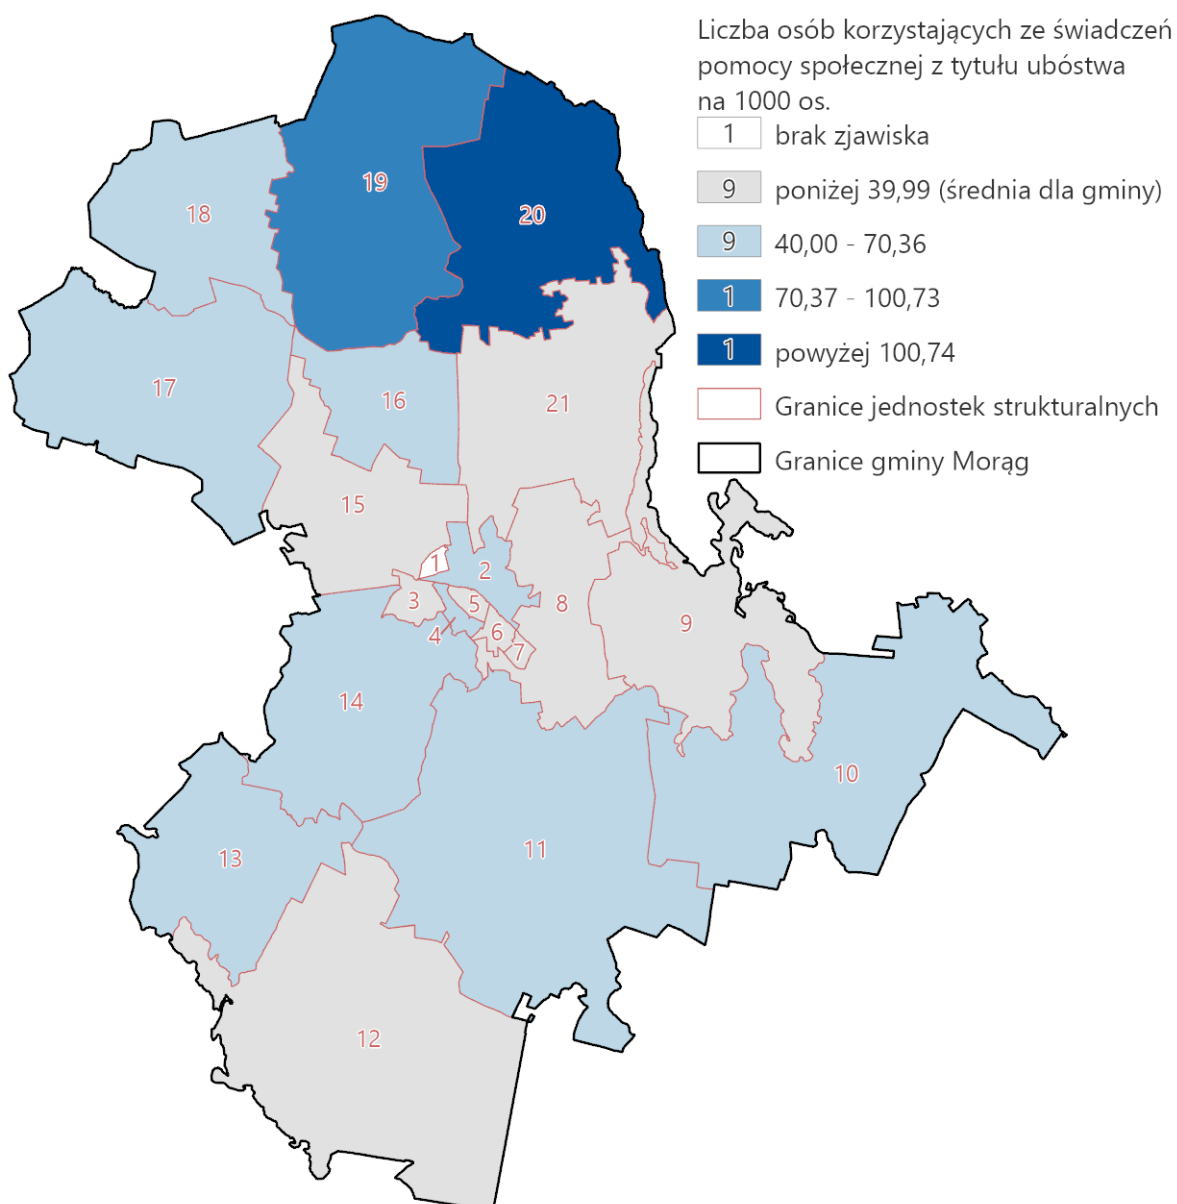 Liczba osób korzystających ze świadczeń
pomocy społecznej z tytułu ubóstwa
na 1000 os.
1 brak zjawiska
9 poniżej 39,99 (średnia dla gminy)
9 40,00 - 70,36
1 70,37 - 100,73
1 powyżej 100,74
Granice jednostek strukturalnych
Granice gminy Morąg
19
18
20
17
16
21
15
1
2
3
5
8
4
6
9
7
14
10
13
11
12